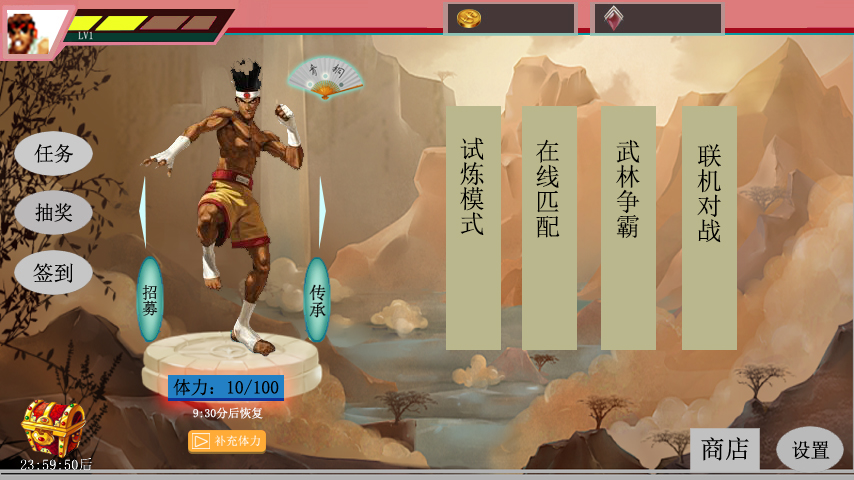 LV1
青桐
任务
抽奖
签到
招募
传承
试炼模式
在线匹配
武林争霸
联机对战
体力：10/100
9:30分后恢复
补充体力
23:59:50后
商店
设置